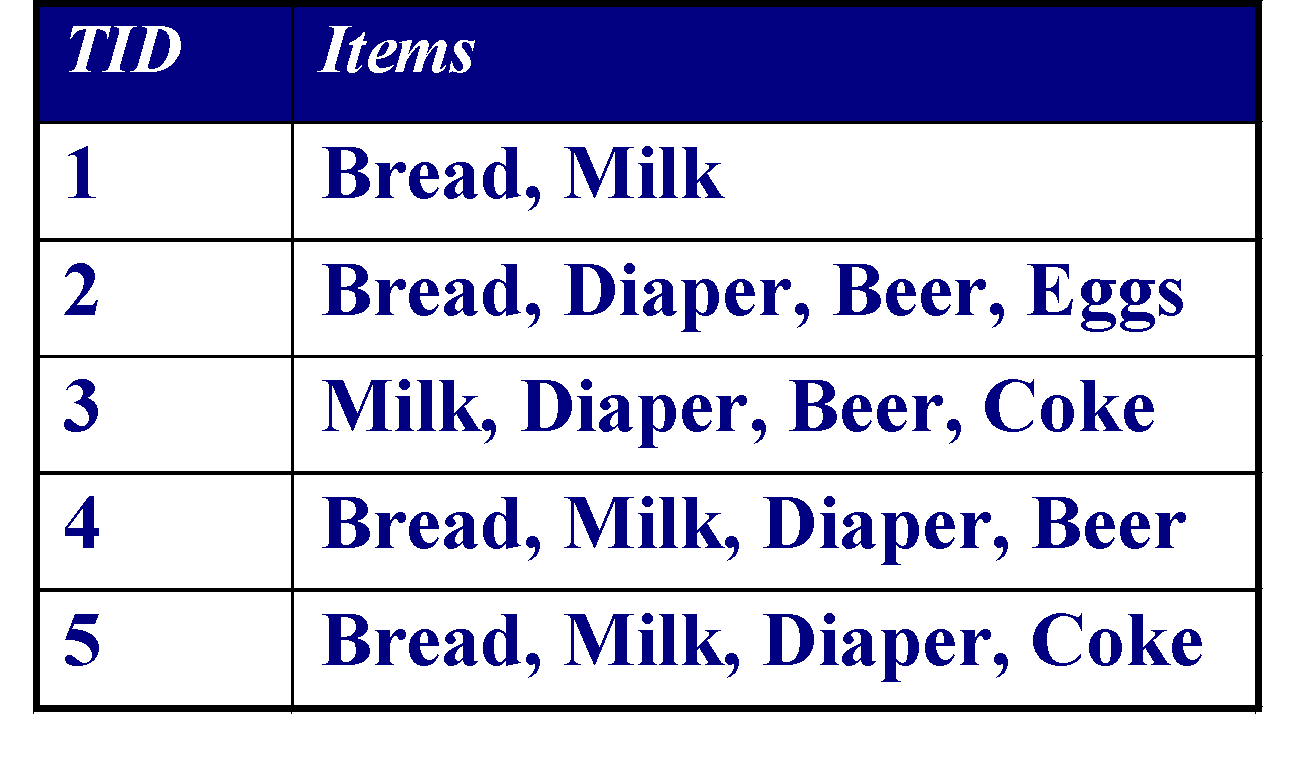 TID Items
1 Bread, Milk
2 Bread, Diaper, Beer, Eggs
3 Milk, Diaper, Beer, Coke
4 Bread, Milk, Diaper, Beer
5 Bread, Milk, Diaper, Coke